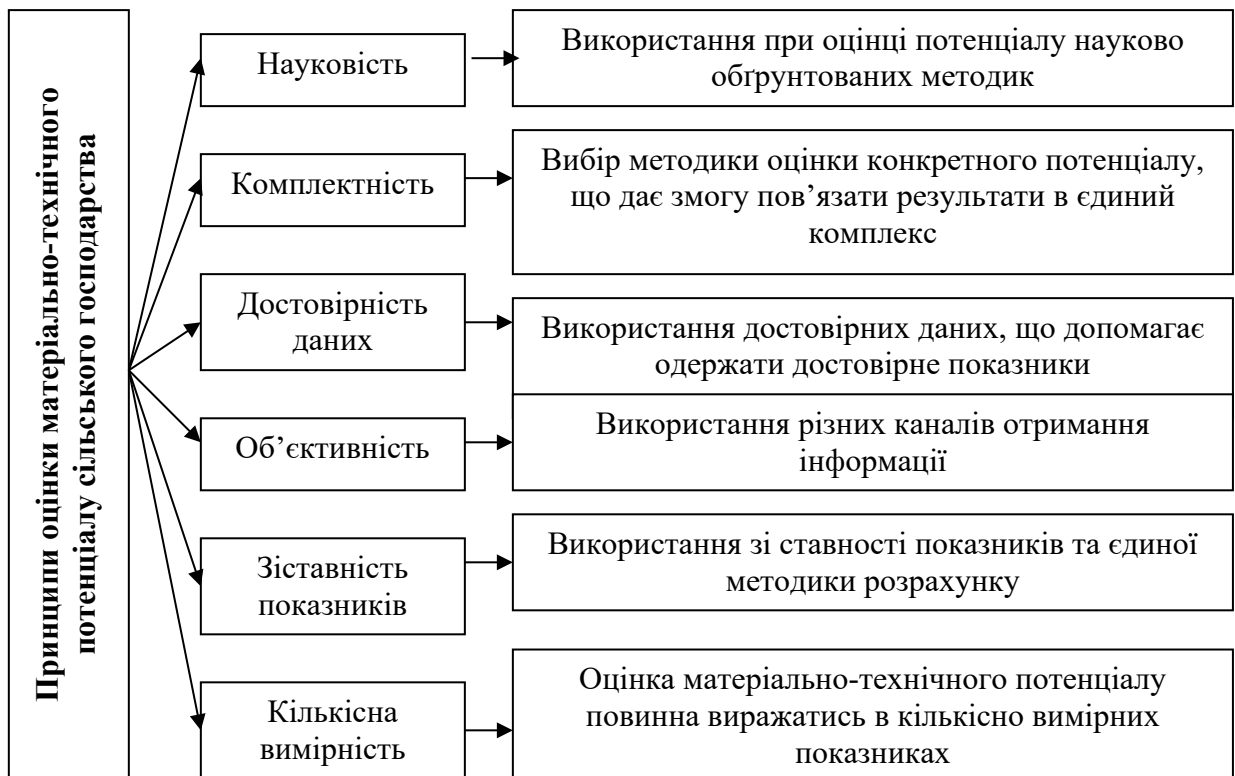 Принципи оцінки матеріально-технічного
потенціалу сільського господарства
Науковість
Використання при оцінці потенціалу науково
обґрунтованих методик
Комплектність
Вибір методики оцінки конкретного потенціалу,
що дає змогу пов’язати результати в єдиний
комплекс
Достовірність
даних
Використання достовірних даних, що допомагає
одержати достовірне показники
Об’єктивність
Використання різних каналів отримання
інформації
Зіставність
показників
Використання зі ставності показників та єдиної
методики розрахунку
Кількісна
вимірність
Оцінка матеріально-технічного потенціалу
повинна виражатись в кількісно вимірних
показниках